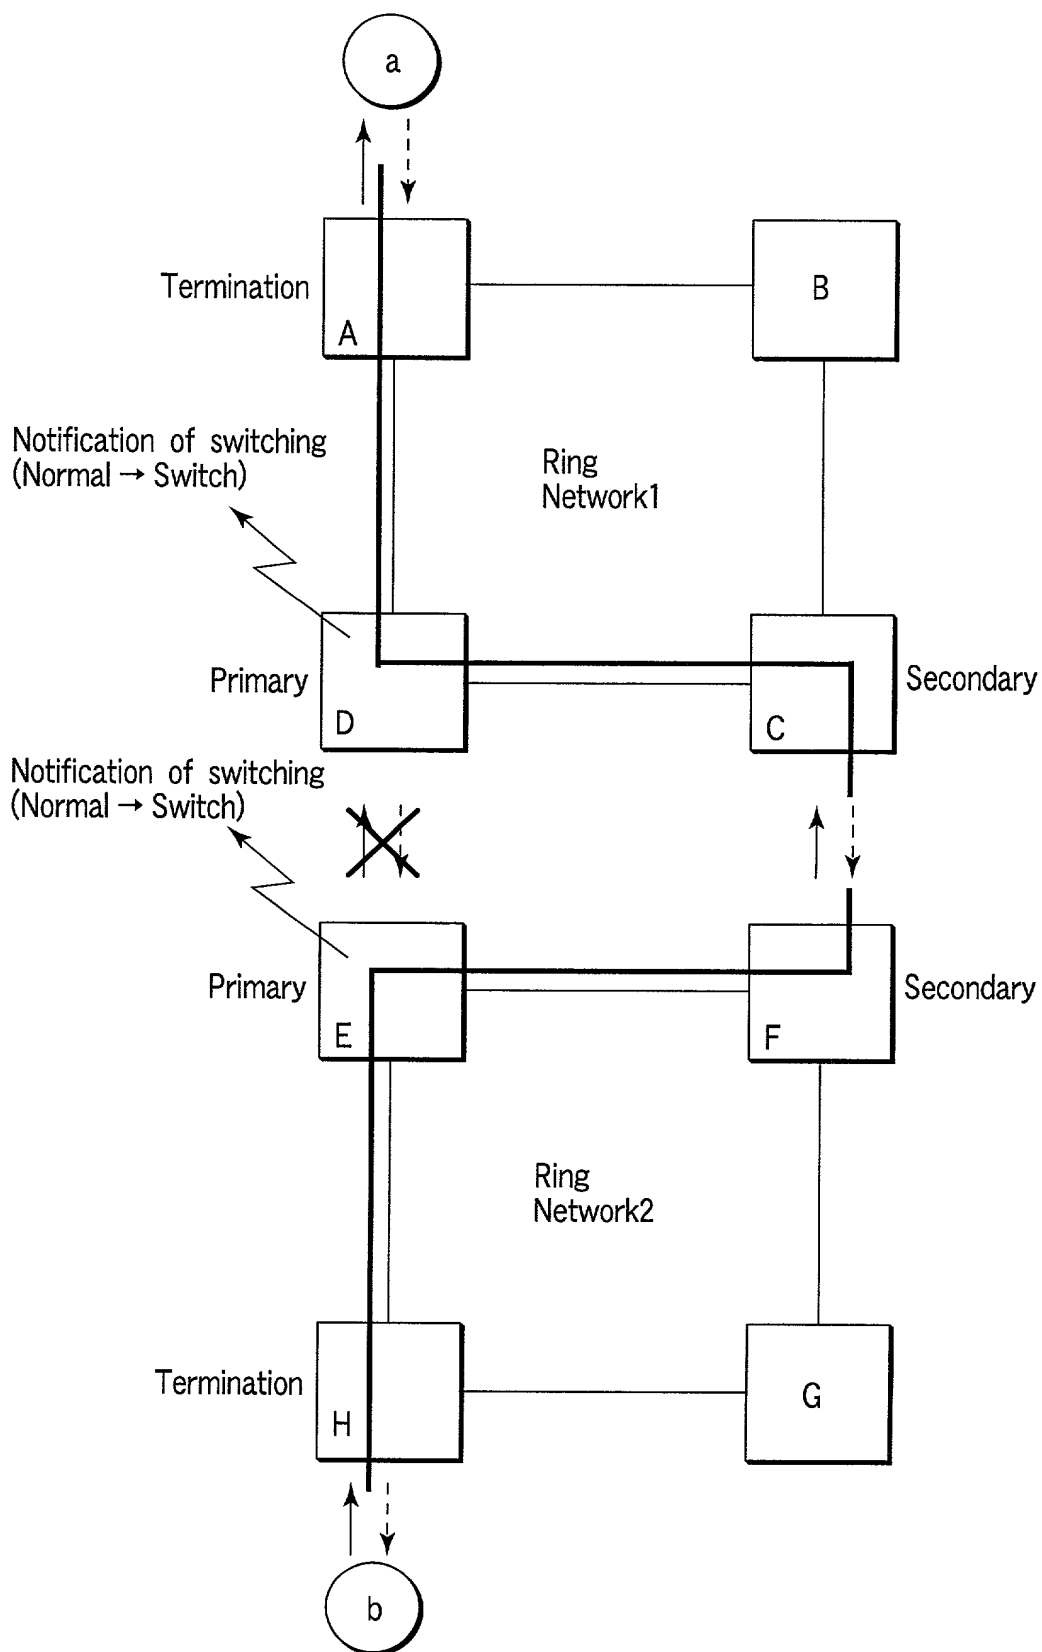 a
Termination
A
B
Notification of switching
(Normal → Switch)
Ring
Network1
Primary
D
C
Secondary
Notification of switching
(Normal → Switch)
Primary
E
F
Secondary
Ring
Network2
Termination
H
G
b